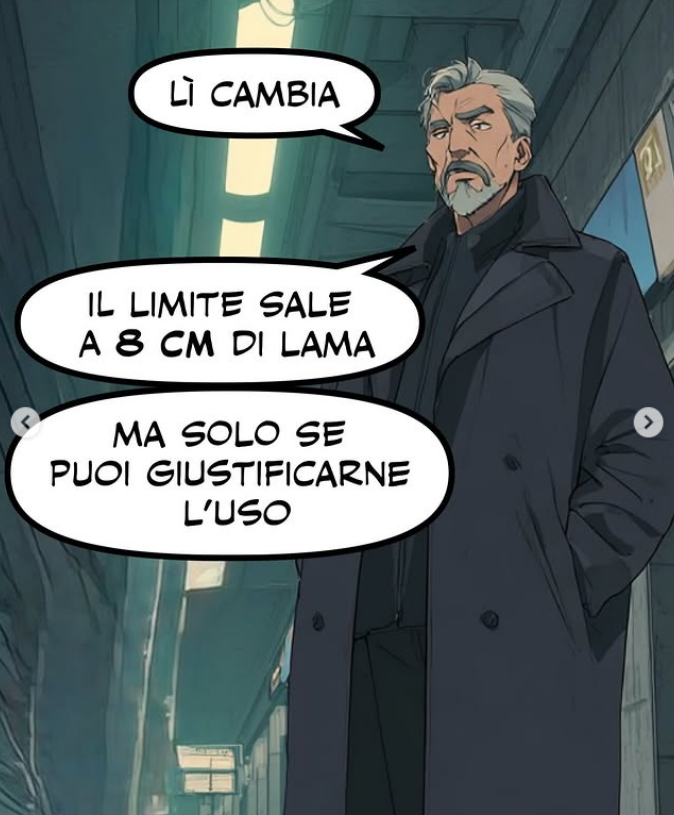 LÌ CAMBIA
IL LIMITE SALE
A 8 CM DI LAMA
MA SOLO SE
PUOI GIUSTIFICARNE
L'USO